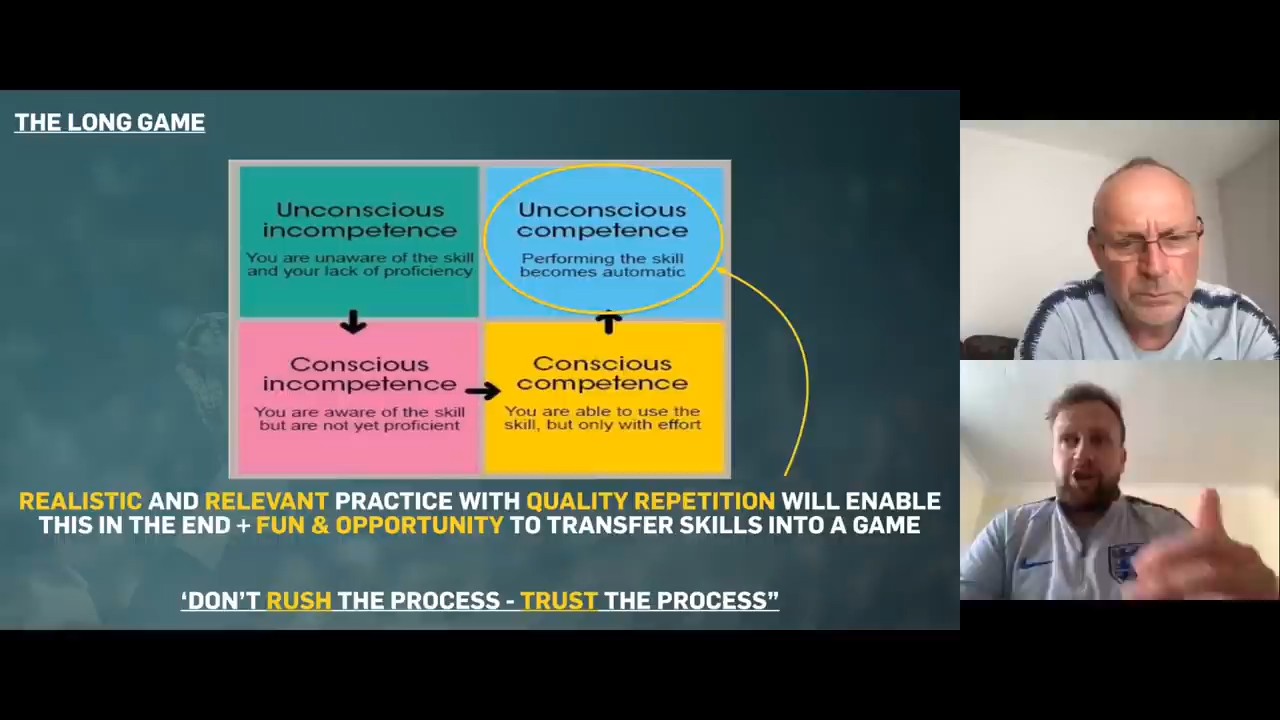 THE LONG GAME
Unconscious
incompetence
You are unaware of the skill
and your lack of proficiency
Unconscious
competence
Performing the skill
becomes automatic
Conscious
incompetence
You are aware of the skill
but are not yet proficient
Conscious
competence
You are able to use the
skill, but only with effort
REALISTIC AND RELEVANT PRACTICE WITH QUALITY REPETITION WILL ENABLE
THIS IN THE END + FUN & OPPORTUNITY TO TRANSFER SKILLS INTO A GAME
‘DON’T RUSH THE PROCESS - TRUST THE PROCESS”